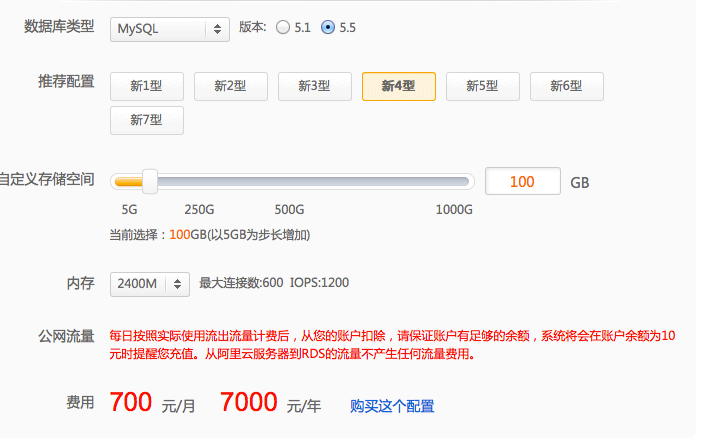 数据库类型 MySQL 版本: 5.1 5.5
推荐配置 新1型 新2型 新3型 新4型 新5型 新6型
新7型
自定义存储空间 100 GB
5G 250G 500G 1000G
当前选择：100GB(以5GB为步长增加)
内存 2400M 最大连接数:600 IOPS:1200
公网流量 每日按照实际使用流出流量计费后，从您的账户扣除，请保证账户有足够的余额，系统将会在账户余额为10
元时提醒您充值。从阿里云服务器到RDS的流量不产生任何流量费用。
费用 700 元/月 7000 元/年 购买这个配置